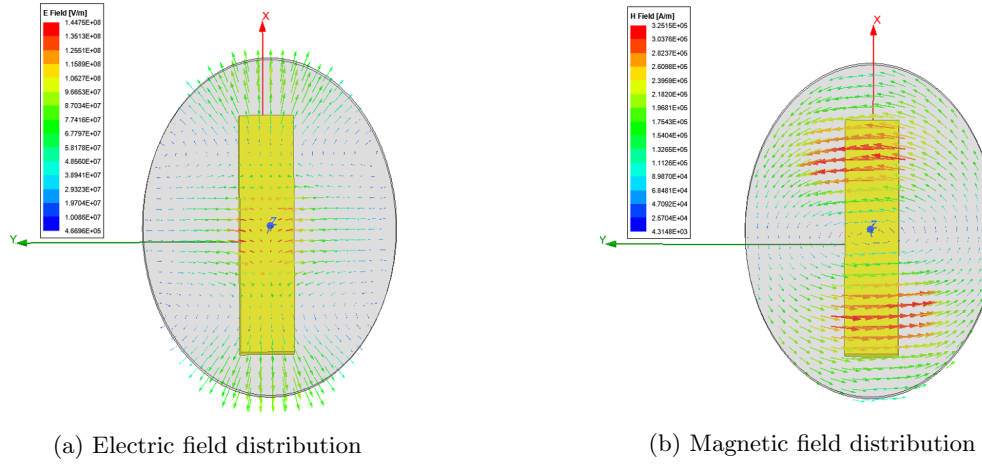 E Field [V/m]
1.4475E+08
1.3513E+08
1.2551E+08
1.1589E+08
1.0627E+08
9.6653E+07
8.7034E+07
7.7416E+07
6.7797E+07
5.8178E+07
4.8560E+07
3.8941E+07
2.9323E+07
1.9704E+07
1.0086E+07
4.6696E+05
X
Y
Z
H Field [A/m]
3.2515E+05
3.0376E+05
2.8237E+05
2.6098E+05
2.3959E+05
2.1820E+05
1.9681E+05
1.7543E+05
1.5404E+05
1.3265E+05
1.1126E+05
8.9870E+04
6.8481E+04
4.7092E+04
2.5704E+04
4.3148E+03
X
Y
Z
(a) Electric field distribution
(b) Magnetic field distribution